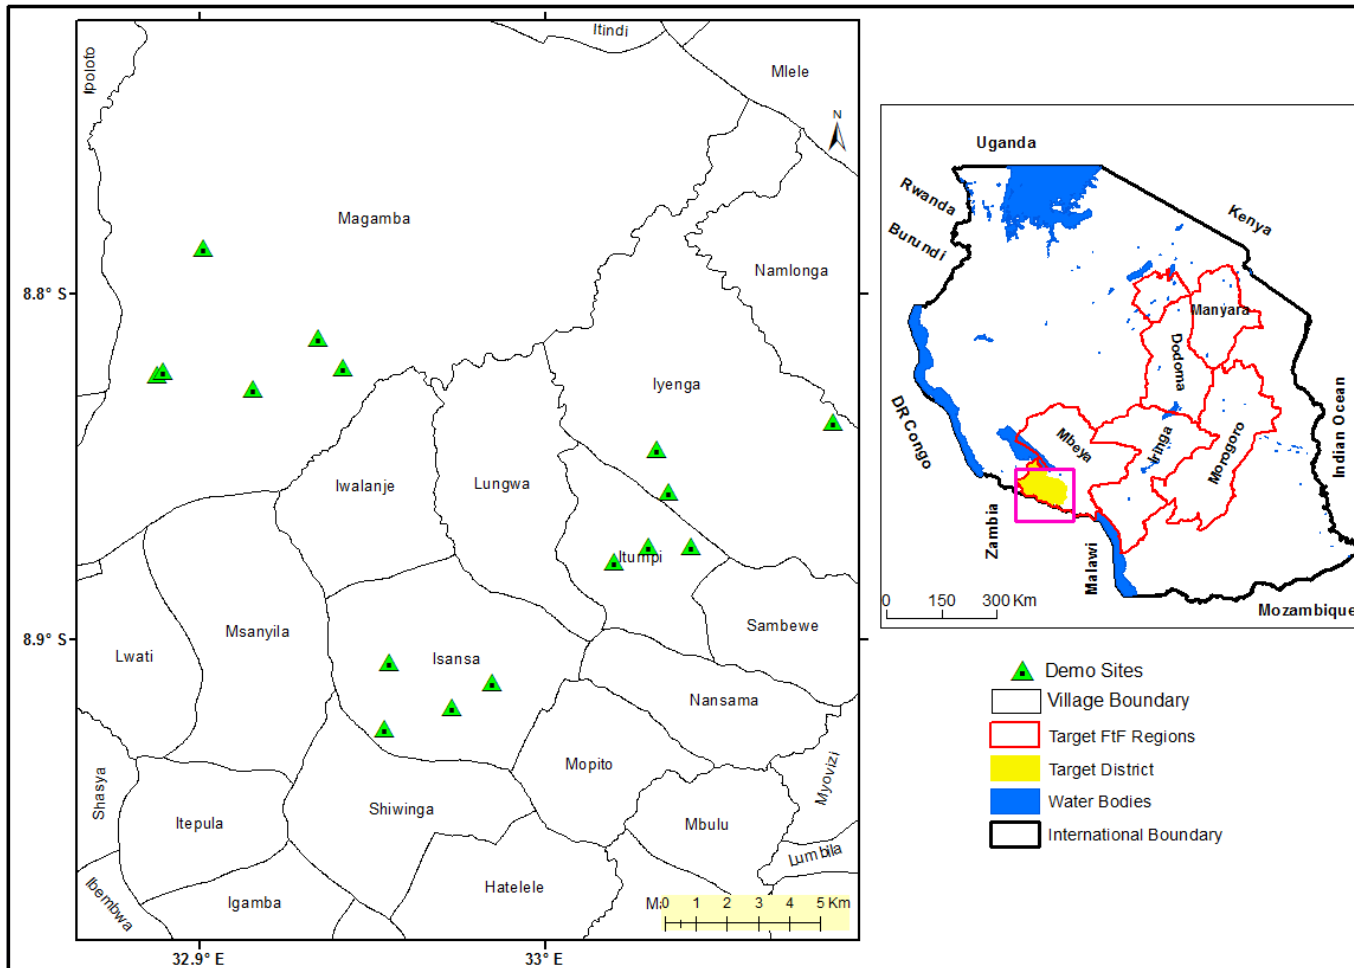 Itindi
Ipoloto
Mlele
N
Magamba
8.8° S
Namlonga
Iyenga
Iwalanje
Lungwa
Itumpi
Msanyila
Sambewe
8.9° S
Lwati
Isansa
Nansama
Mopito
Myovizi
Shasya
Shiwinga
Itepula
Mbulu
Lumbila
Hatelele
Ibembwa
Igamba
0 1 2 3 4 5 Km
32.9° E
33° E
Uganda
Rwanda
Kenya
Burundi
Manyara
Dodoma
DR Congo
Mbeya
Iringa
Morogoro
Indian Ocean
Zambia
Malawi
0 150 300 Km
Mozambique
Demo Sites
Village Boundary
Target FtF Regions
Target District
Water Bodies
International Boundary